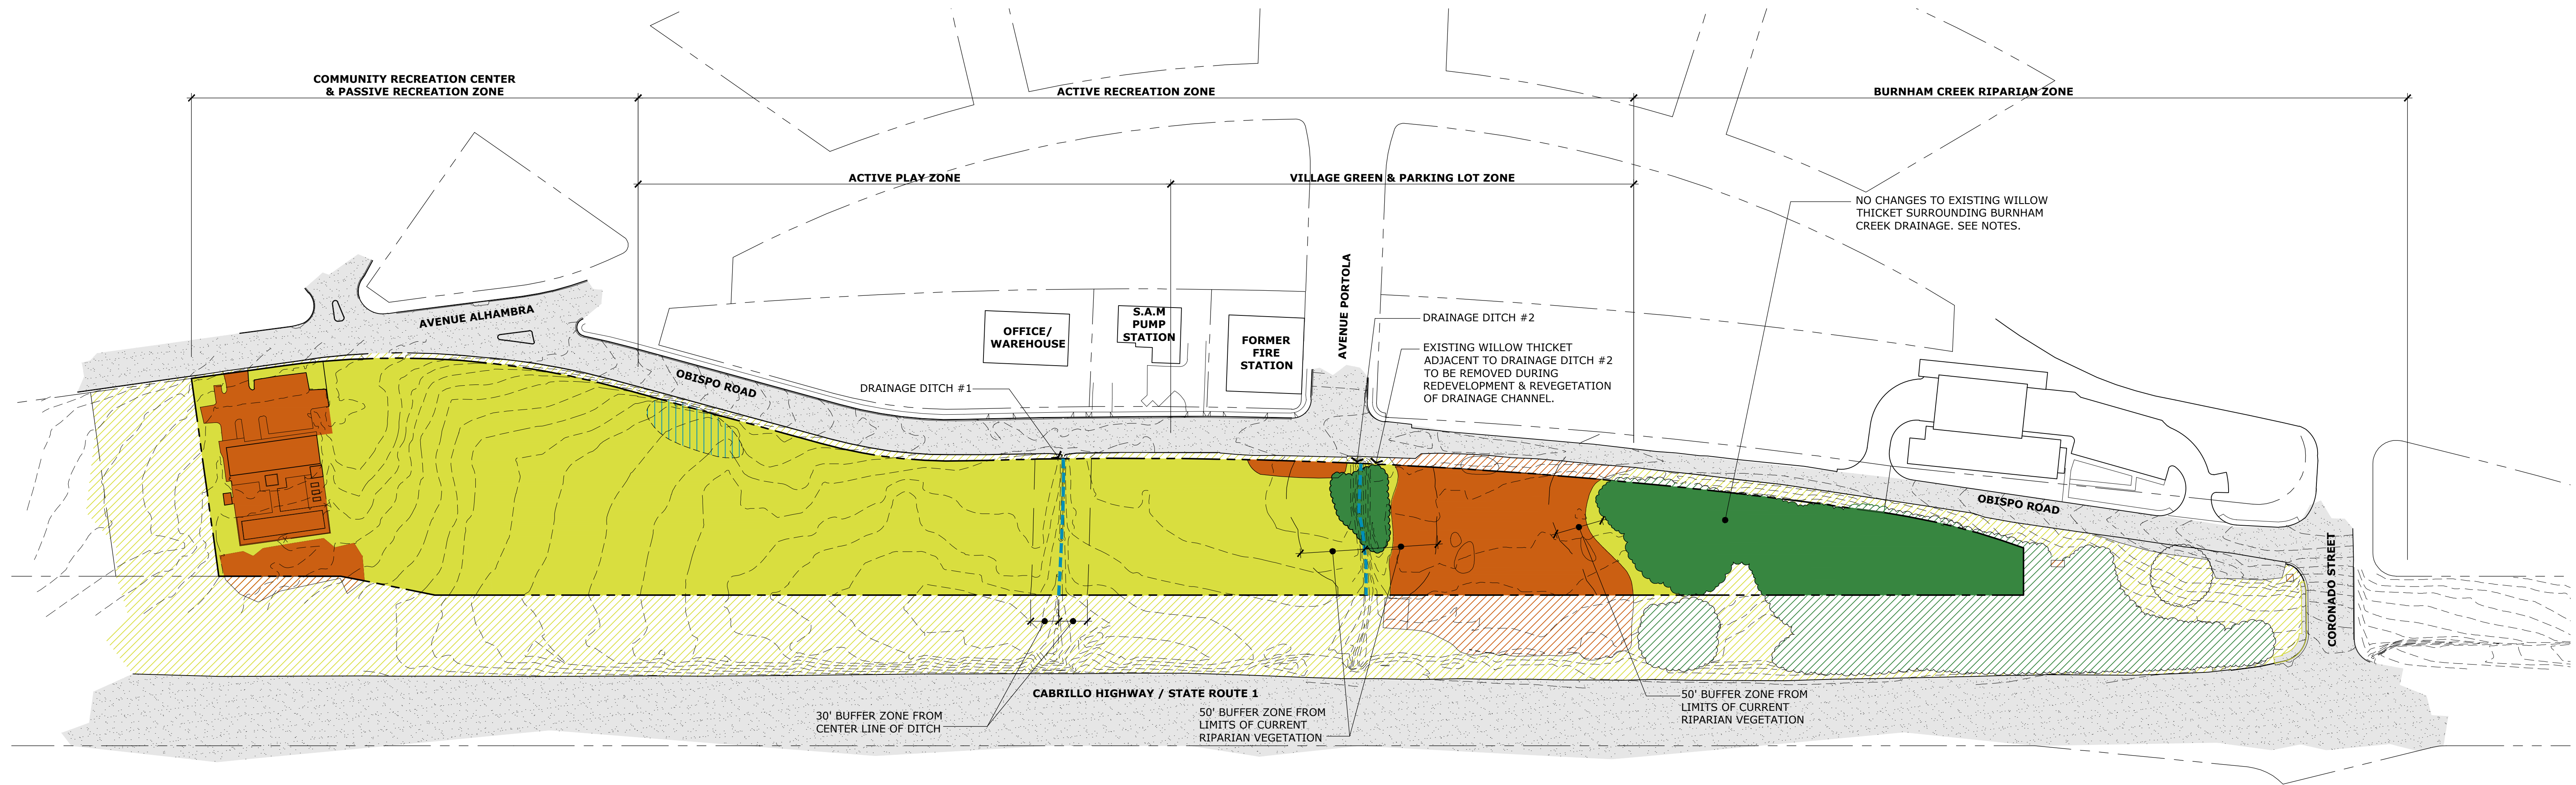 COMMUNITY RECREATION CENTER
& PASSIVE RECREATION ZONE
ACTIVE RECREATION ZONE
BURNHAM CREEK RIPARIAN ZONE
ACTIVE PLAY ZONE
VILLAGE GREEN & PARKING LOT ZONE
NO CHANGES TO EXISTING WILLOW
THICKET SURROUNDING BURNHAM
CREEK DRAINAGE. SEE NOTES.
AVENUE ALHAMBRA
OBISPO ROAD
OFFICE/
WAREHOUSE
S.A.M
PUMP
STATION
FORMER
FIRE
STATION
AVENUE PORTOLA
DRAINAGE DITCH #2
EXISTING WILLOW THICKET
ADJACENT TO DRAINAGE DITCH #2
TO BE REMOVED DURING
REDEVELOPMENT & REVEGETATION
OF DRAINAGE CHANNEL.
DRAINAGE DITCH #1
OBISPO ROAD
CORONADO STREET
CABRILLO HIGHWAY / STATE ROUTE 1
30' BUFFER ZONE FROM
CENTER LINE OF DITCH
50' BUFFER ZONE FROM
LIMITS OF CURRENT
RIPARIAN VEGETATION
50' BUFFER ZONE FROM
LIMITS OF CURRENT
RIPARIAN VEGETATION